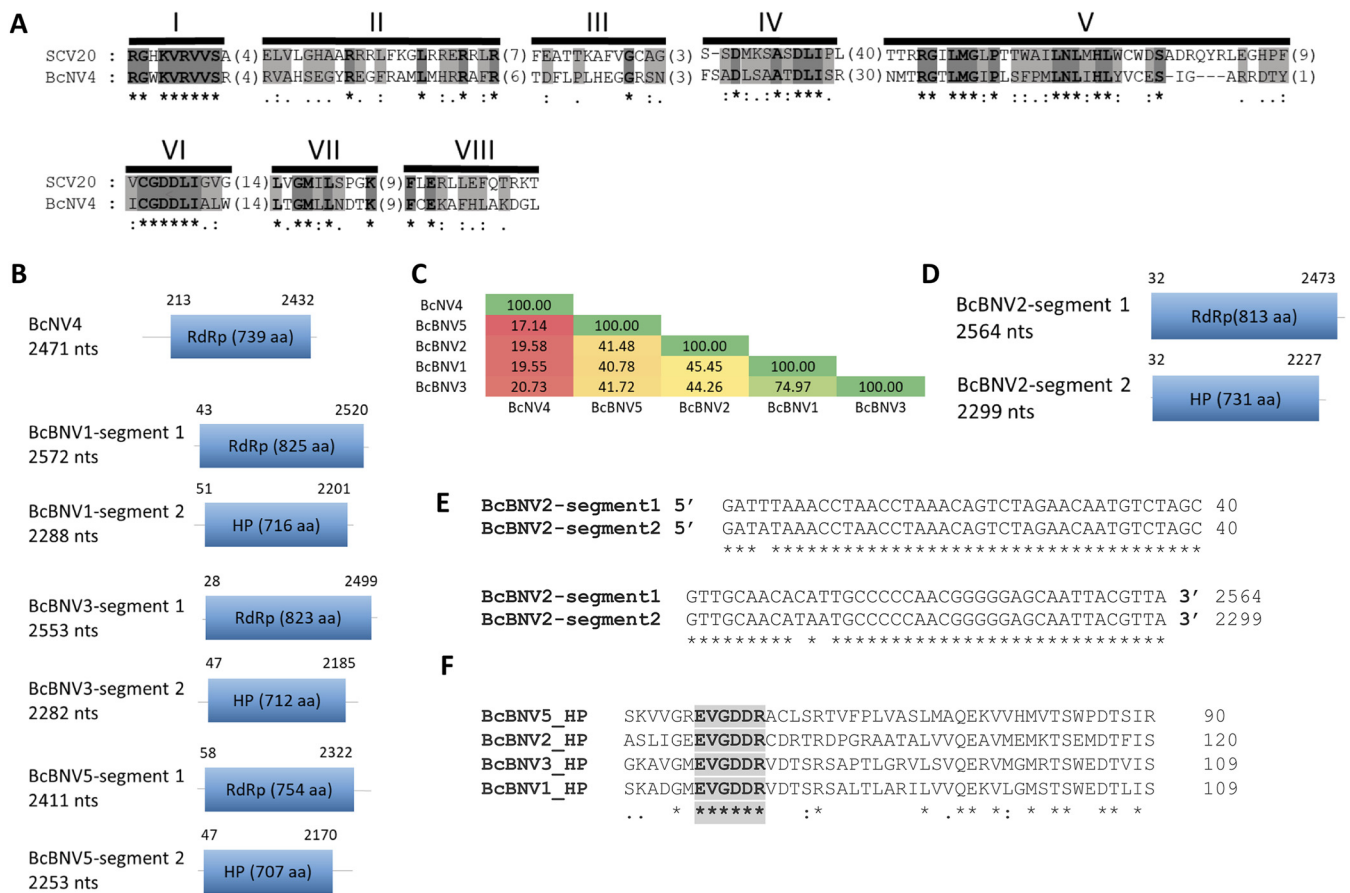 A
I II III IV V
SCV20 : RGHKVRVVSA(4) ELVLGHAARRRLFKGLRRERRLR(7) FEATTKAFVGCAG(3) S-SDMKSASDLIPL(40) TTRRGILMGLPTTWAILNLMHLWCWDSADRQYRLEGHPF(9)
BcNV4 : RGWKVRVVSR(4) RVAHSEGYREGFRAMLMHRRAFR(6) TDFLPLHEGGRSN(3) FSADLSAATDLISR(30) NMTRGTLMGIPLSFPMLNLIHLYVCES-IG---ARRDTY(1)
VI VII VIII
SCV20 : VCGDDLIGVG(14) LVGMILSPGK(9) FLERLLEFQTRKT
BcNV4 : ICGDDLIALW(14) LTGMLLNDTK(9) FCEKAFHLAKDGL
B
BcNV4
2471 nts
213 2432
RdRp (739 aa)
BcBNV1-segment 1
2572 nts
43 2520
RdRp (825 aa)
BcBNV1-segment 2
2288 nts
51 2201
HP (716 aa)
BcBNV3-segment 1
2553 nts
28 2499
RdRp (823 aa)
BcBNV3-segment 2
2282 nts
47 2185
HP (712 aa)
BcBNV5-segment 1
2411 nts
58 2322
RdRp (754 aa)
BcBNV5-segment 2
2253 nts
47 2170
HP (707 aa)
C
BcNV4 100.00
BcBNV5 17.14 100.00
BcBNV2 19.58 41.48 100.00
BcBNV1 19.55 40.78 45.45 100.00
BcBNV3 20.73 41.72 44.26 74.97 100.00
BcNV4 BcBNV5 BcBNV2 BcBNV1 BcBNV3
D
BcBNV2-segment 1
2564 nts
32 2473
RdRp(813 aa)
BcBNV2-segment 2
2299 nts
32 2227
HP (731 aa)
E
BcBNV2-segment1 5’ GATTTAAACCTAACCTAAACAGTCTAGAACAATGTCTAGC 40
BcBNV2-segment2 5’ GATATAAACCTAACCTAAACAGTCTAGAACAATGTCTAGC 40
*** ************************************
BcBNV2-segment1 GTTGCAACACATTGCCCCCAACGGGGGAGCAATTACGTTA 3’ 2564
BcBNV2-segment2 GTTGCAACATAATGCCCCCAACGGGGGAGCAATTACGTTA 3’ 2299
********* * ****************************
F
BcBNV5_HP SKVVGREVGDDRACLSRTVFPLVASLMAQEKVVHMVTSWPDTSIR 90
BcBNV2_HP ASLIGEEVGDDRCDRTRDPGRAATALVVQEAVMEMKTSEMDTFIS 120
BcBNV3_HP GKAVGMEVGDDRVDTSRSAPTLGRVLSVQERVMGMRTSWEDTVIS 109
BcBNV1_HP SKADGMEVGDDRVDTSRSALTLARILVVQEKVLGMSTSWEDTLIS 109
.. * ****** :* * **.*: * ** ** *